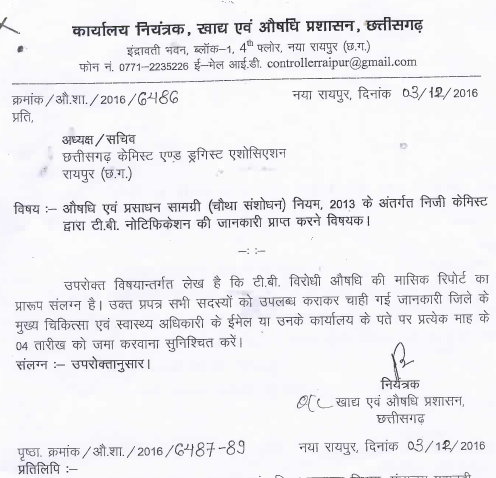 कार्यालय नियंत्रक, खाद्य एवं औषधि प्रशासन, छत्तीसगढ़
इंद्रावती भवन, ब्लॉक–1, 4th फ्लोर, नया रायपुर (छ.ग.)
फोन नं. 0771–2235226 ई–मेल आई.डी. controllerraipur@gmail.com
क्रमांक/औ.शा./2016/6486 नया रायपुर, दिनांक 03/12/2016
प्रति,
अध्यक्ष/सचिव
छत्तीसगढ़ केमिस्ट एण्ड ड्रगिस्ट एशोसिएशन
रायपुर (छ.ग.)
विषय :– औषधि एवं प्रसाधन सामग्री (चौथा संशोधन) नियम, 2013 के अंतर्गत निजी केमिस्ट
द्वारा टी.बी. नोटिफिकेशन की जानकारी प्राप्त करने विषयक।
–: :–
उपरोक्त विषयान्तर्गत लेख है कि टी.बी. विरोधी औषधि की मासिक रिपोर्ट का
प्रारूप संलग्न है। उक्त प्रपत्र सभी सदस्यों को उपलब्ध कराकर चाही गई जानकारी जिले के
मुख्य चिकित्सा एवं स्वास्थ्य अधिकारी के ईमेल या उनके कार्यालय के पते पर प्रत्येक माह के
04 तारीख को जमा करवाना सुनिश्चित करें।
संलग्न :– उपरोक्तानुसार।
नियंत्रक
खाद्य एवं औषधि प्रशासन,
छत्तीसगढ़
पृष्ठा. क्रमांक/औ.शा./2016/6487-89 नया रायपुर, दिनांक 03/12/2016
प्रतिलिपि :–